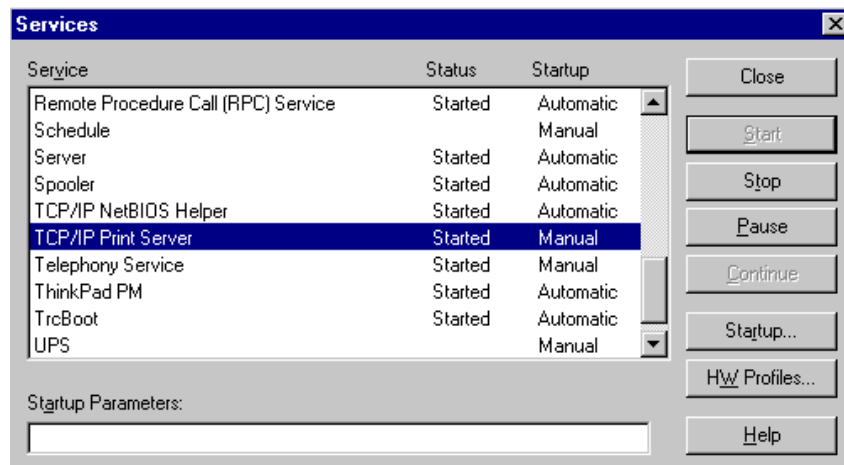 Services
Service Status Startup
Remote Procedure Call (RPC) Service Started Automatic
Schedule Manual
Server Started Automatic
Spooler Started Automatic
TCP/IP NetBIOS Helper Started Automatic
TCP/IP Print Server Started Manual
Telephony Service Started Manual
ThinkPad PM Started Automatic
TrcBoot Started Automatic
UPS Manual
Startup Parameters:
Close
Start
Stop
Pause
Continue
Startup...
HW Profiles...
Help